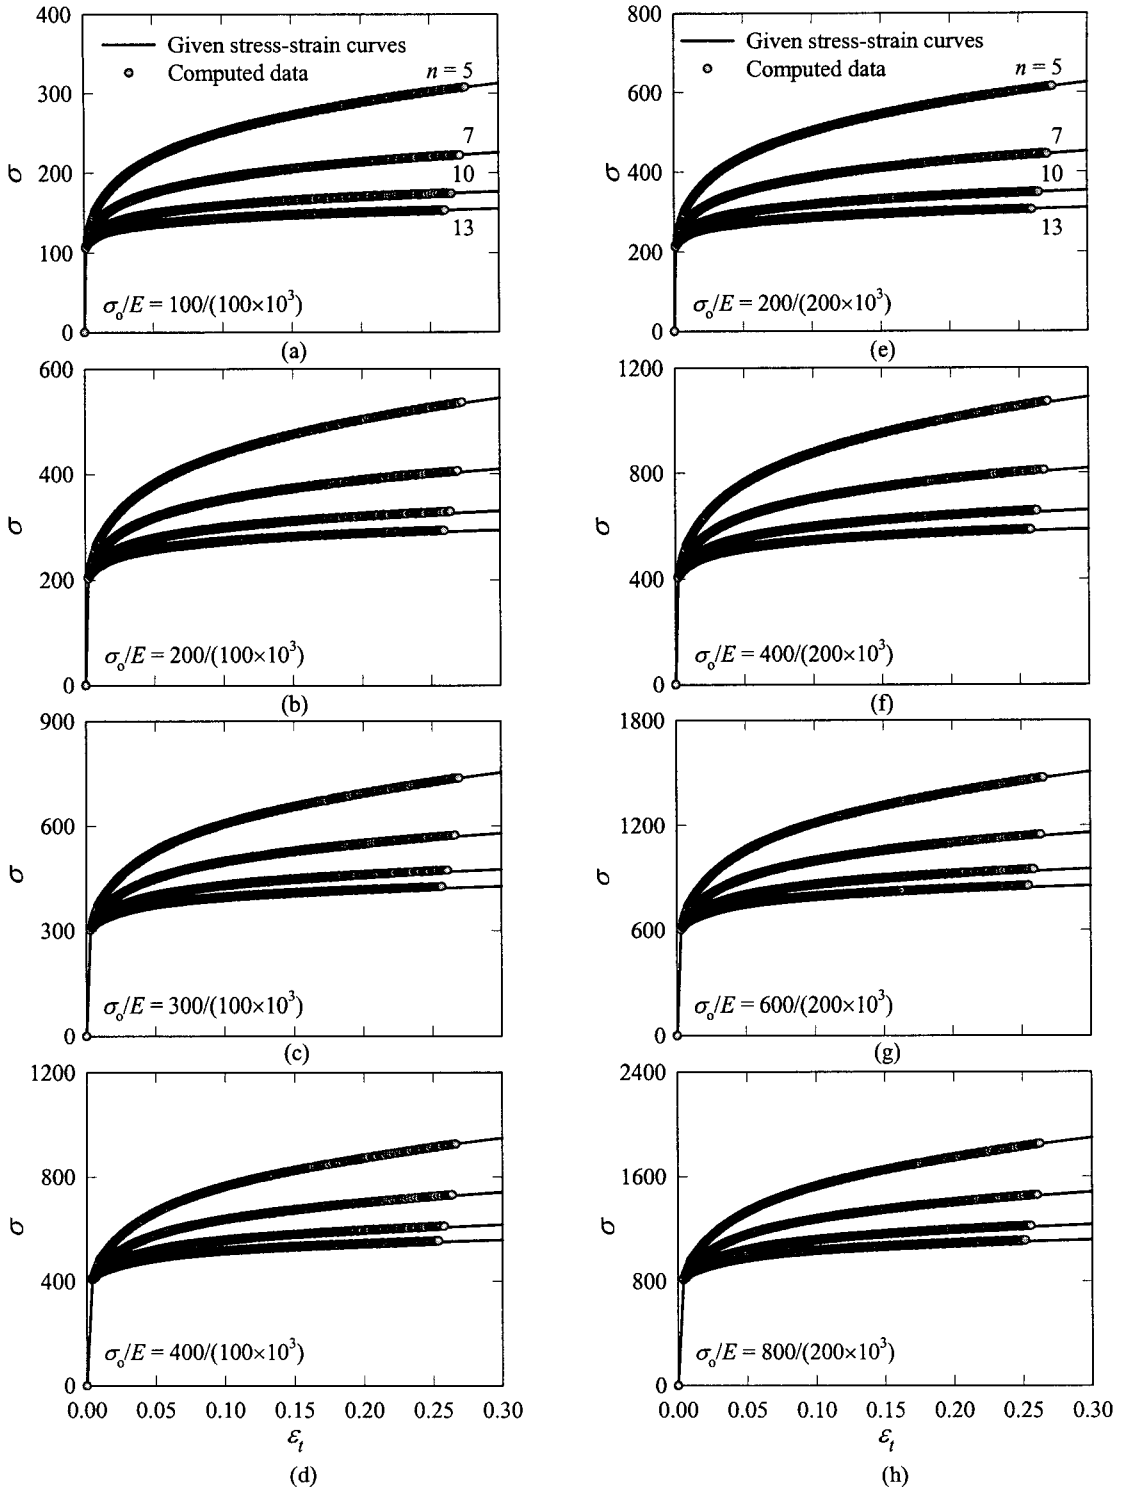 400
Given stress-strain curves
Computed data
n = 5
300
7
σ
200
10
13
100
σₒ/E = 100/(100×10³)
0
(a)
800
Given stress-strain curves
Computed data
n = 5
600
7
σ
400
10
13
200
σₒ/E = 200/(200×10³)
0
(e)
600
400
σ
200
σₒ/E = 200/(100×10³)
0
(b)
1200
800
σ
400
σₒ/E = 400/(200×10³)
0
(f)
900
600
σ
300
σₒ/E = 300/(100×10³)
0
(c)
1800
1200
σ
600
σₒ/E = 600/(200×10³)
0
(g)
1200
800
σ
400
σₒ/E = 400/(100×10³)
0
0.00 0.05 0.10 0.15 0.20 0.25 0.30
εₜ
(d)
2400
1600
σ
800
σₒ/E = 800/(200×10³)
0
0.00 0.05 0.10 0.15 0.20 0.25 0.30
εₜ
(h)